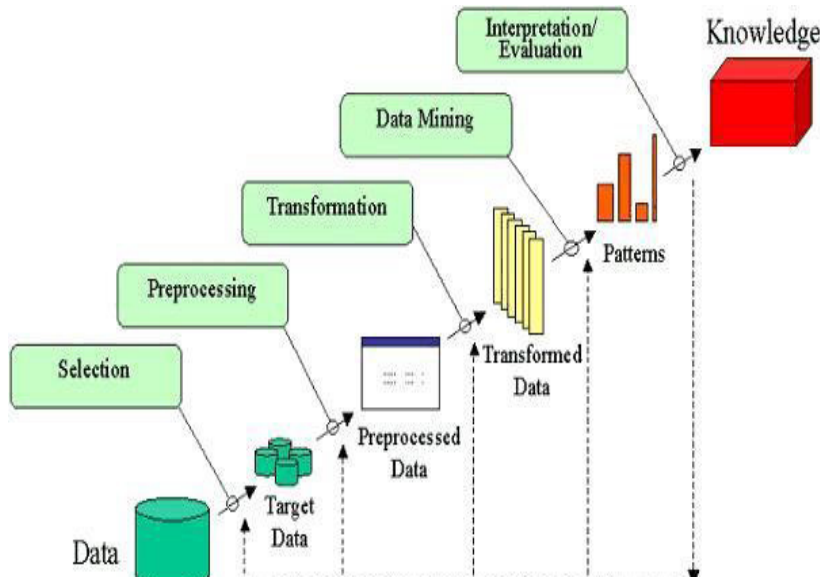 Interpretation/
Evaluation
Knowledge
Data Mining
Transformation
Patterns
Preprocessing
Transformed
Data
Selection
Preprocessed
Data
Target
Data
Data